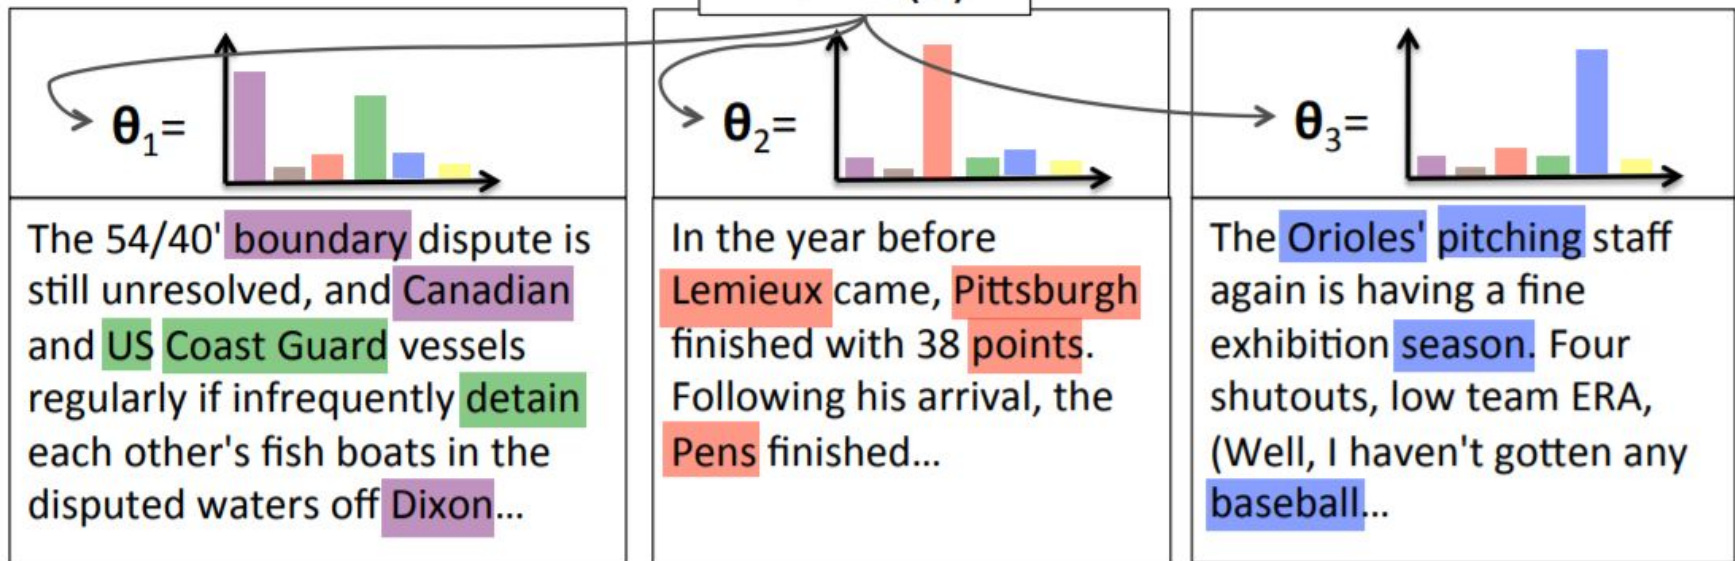 θ1=
θ2=
θ3=
The 54/40' boundary dispute is
still unresolved, and Canadian
and US Coast Guard vessels
regularly if infrequently detain
each other's fish boats in the
disputed waters off Dixon...
In the year before
Lemieux came, Pittsburgh
finished with 38 points.
Following his arrival, the
Pens finished...
The Orioles' pitching staff
again is having a fine
exhibition season. Four
shutouts, low team ERA,
(Well, I haven't gotten any
baseball...